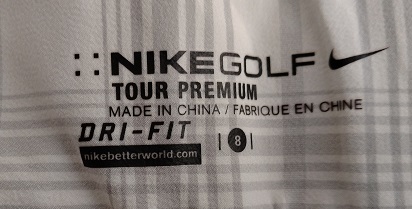 ::NIKEGOLF
TOUR PREMIUM
MADE IN CHINA / FABRIQUE EN CHINE
DRI-FIT |8|
nikebetterworld.com